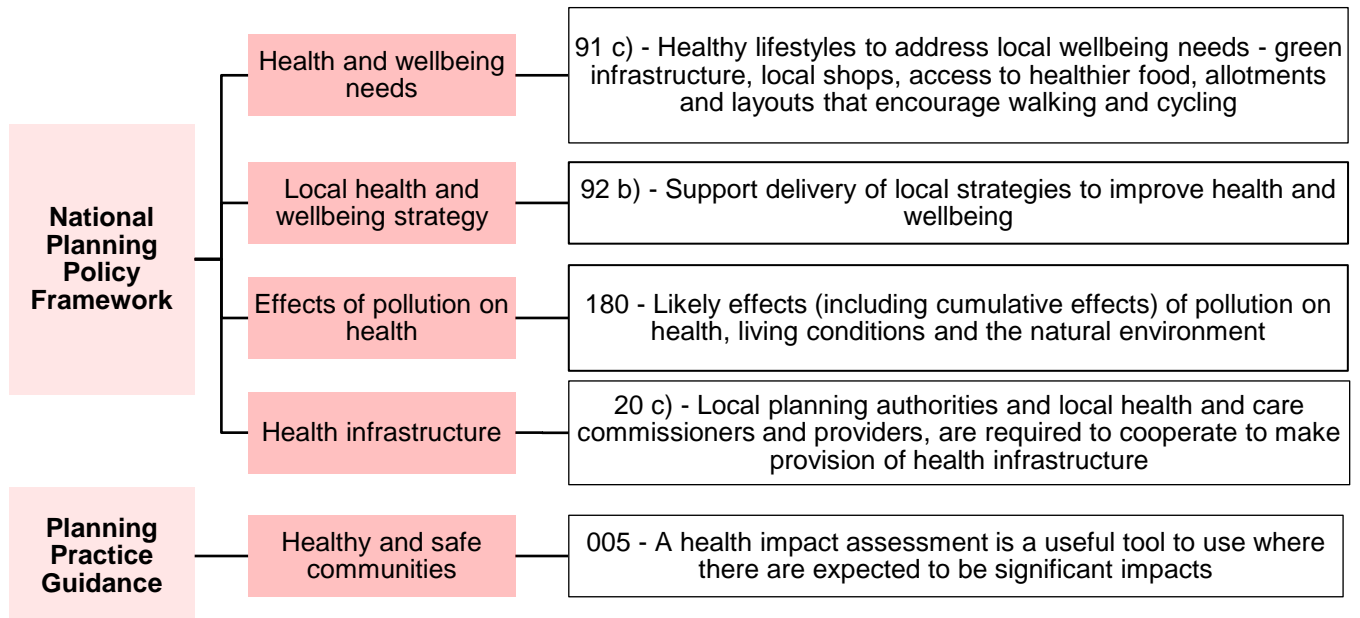 National
Planning
Policy
Framework
Health and wellbeing
needs
91 c) - Healthy lifestyles to address local wellbeing needs - green
infrastructure, local shops, access to healthier food, allotments
and layouts that encourage walking and cycling
Local health and
wellbeing strategy
92 b) - Support delivery of local strategies to improve health and
wellbeing
Effects of pollution on
health
180 - Likely effects (including cumulative effects) of pollution on
health, living conditions and the natural environment
Health infrastructure
20 c) - Local planning authorities and local health and care
commissioners and providers, are required to cooperate to make
provision of health infrastructure
Planning
Practice
Guidance
Healthy and safe
communities
005 - A health impact assessment is a useful tool to use where
there are expected to be significant impacts